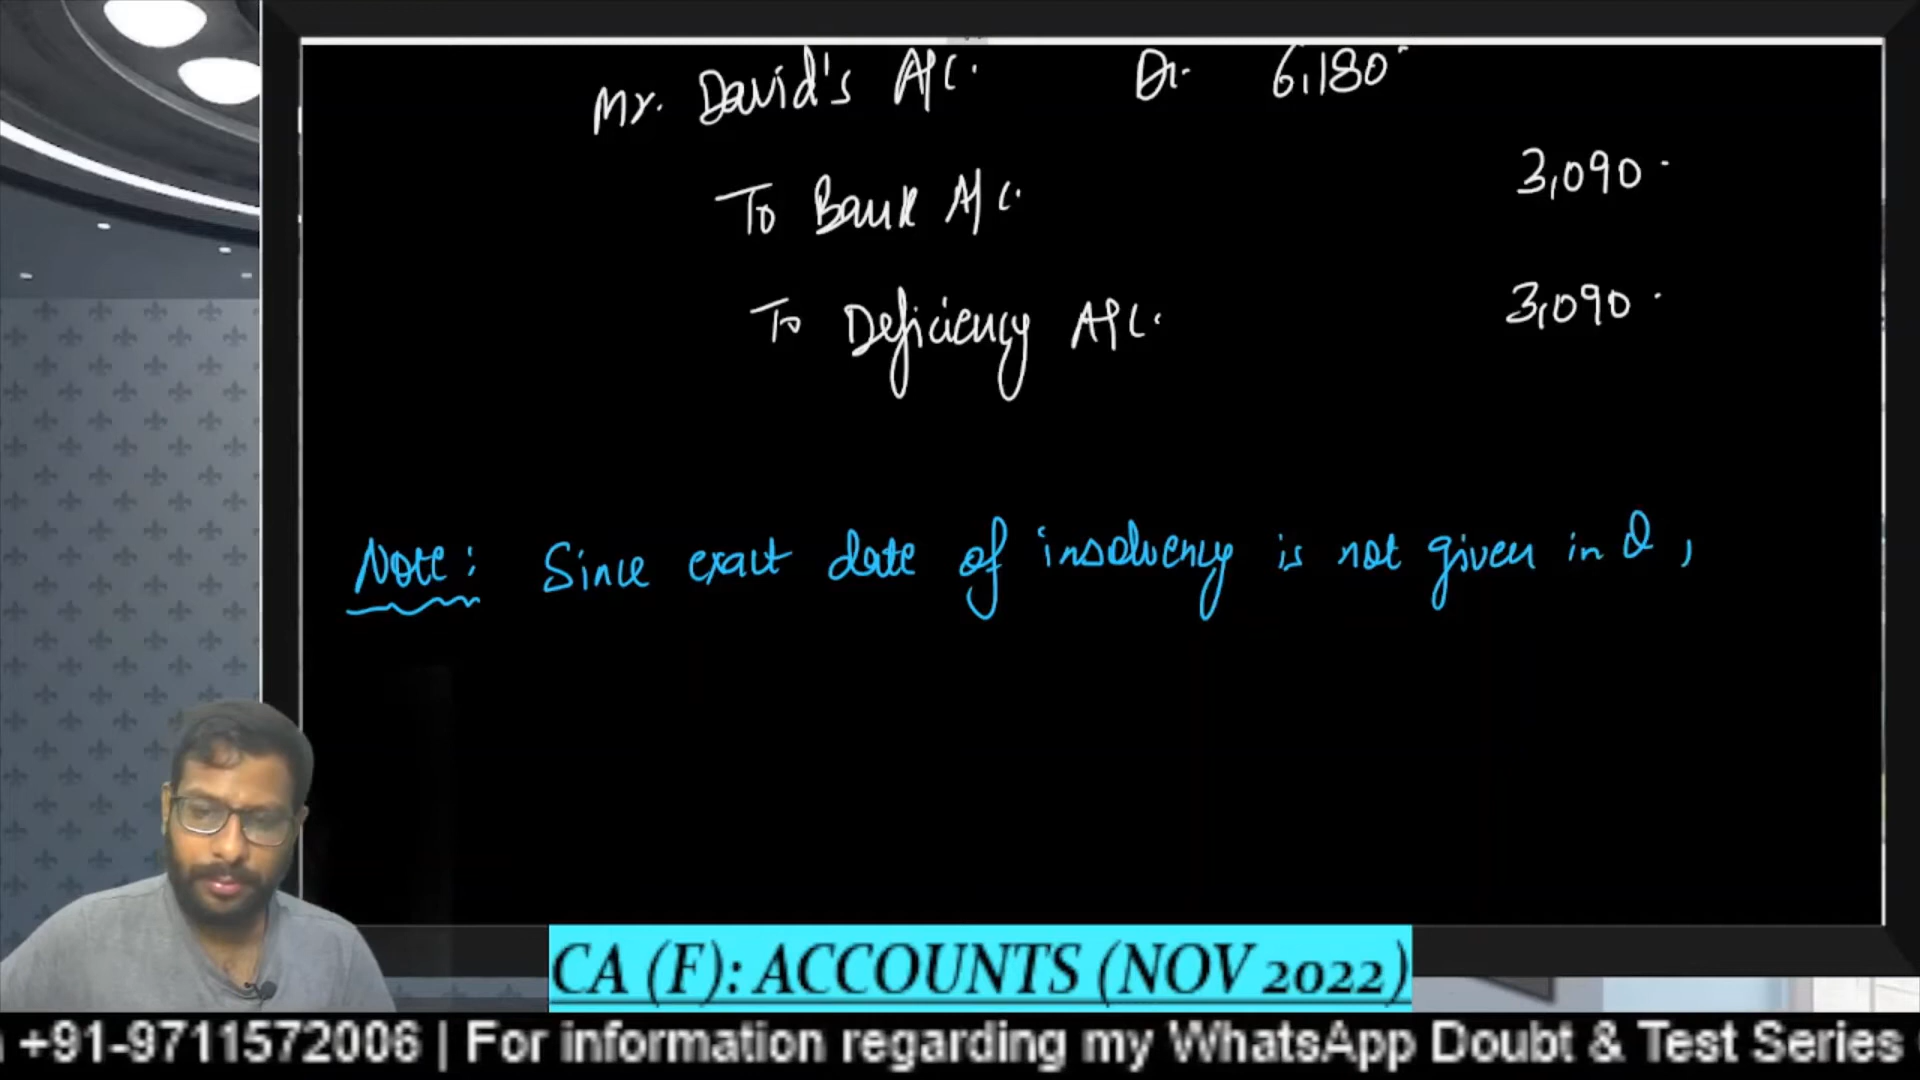 Mr. David's A/c. Dr. 6,180
To Bank A/c. 3,090
To Deficiency A/c. 3,090
Note: Since exact date of insolvency is not given in Q,
CA (F): ACCOUNTS (NOV 2022)
+91-9711572006 | For information regarding my WhatsApp Doubt & Test Series